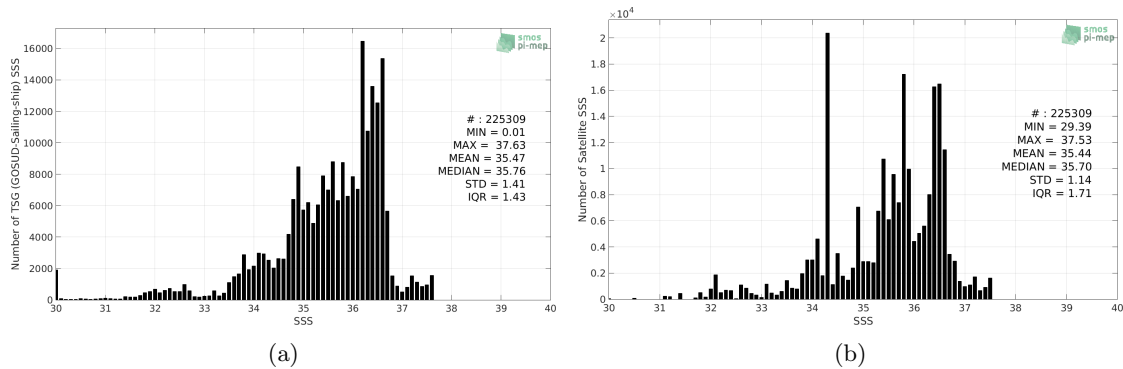 16000
14000
12000
10000
8000
6000
4000
2000
0
30 31 32 33 34 35 36 37 38 39 40
SSS
Number of TSG (GOSUD-Sailing-ship) SSS
smos
pi-mep
# : 225309
MIN = 0.01
MAX = 37.63
MEAN = 35.47
MEDIAN = 35.76
STD = 1.41
IQR = 1.43
(a)
×10⁴
2
1.8
1.6
1.4
1.2
1
0.8
0.6
0.4
0.2
0
30 31 32 33 34 35 36 37 38 39 40
SSS
Number of Satellite SSS
smos
pi-mep
# : 225309
MIN = 29.39
MAX = 37.53
MEAN = 35.44
MEDIAN = 35.70
STD = 1.14
IQR = 1.71
(b)